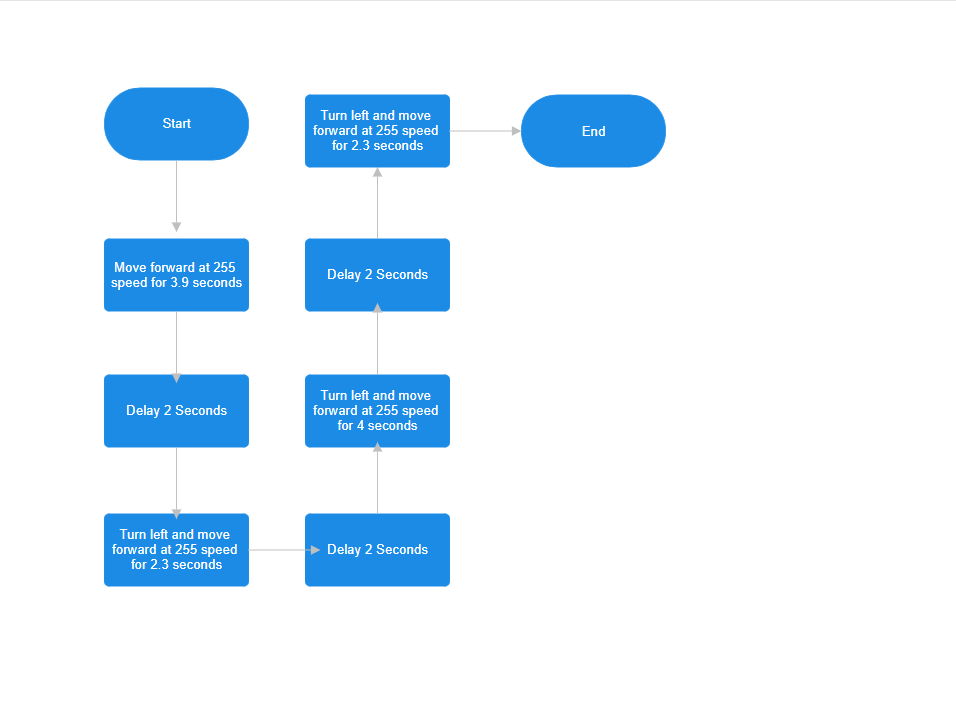 Start
Move forward at 255
speed for 3.9 seconds
Delay 2 Seconds
Turn left and move
forward at 255 speed
for 2.3 seconds
Delay 2 Seconds
Turn left and move
forward at 255 speed
for 4 seconds
Delay 2 Seconds
Turn left and move
forward at 255 speed
for 2.3 seconds
End